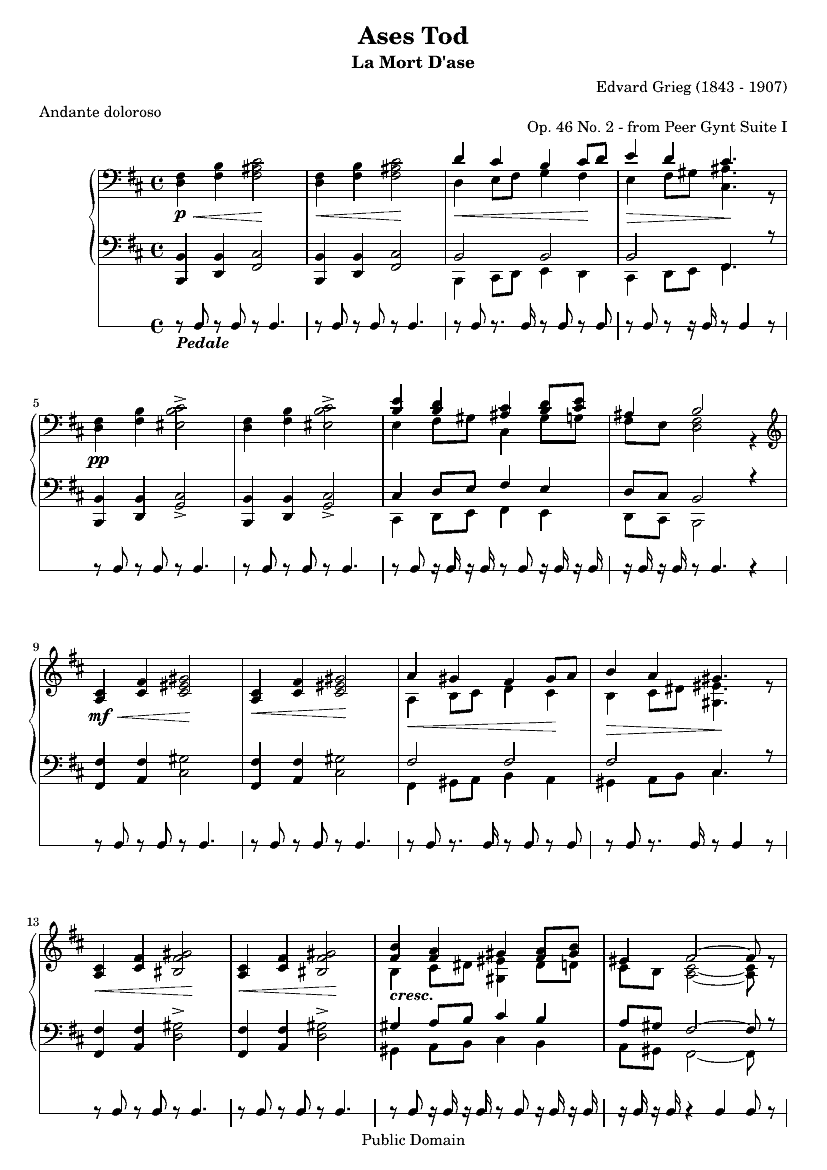 Ases Tod
La Mort D'ase
Edvard Grieg (1843 - 1907)
Andante doloroso
Op. 46 No. 2 - from Peer Gynt Suite I
p
Pedale
5
pp
9
mf
13
cresc.
Public Domain